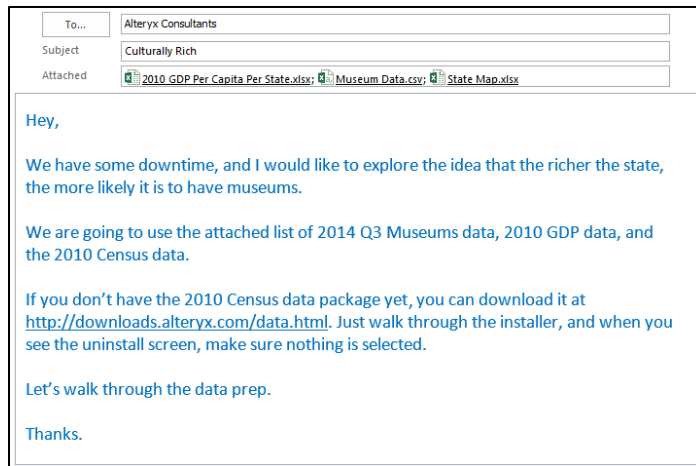 To... Alteryx Consultants
Subject Culturally Rich
Attached 2010 GDP Per Capita Per State.xlsx; Museum Data.csv; State Map.xlsx
Hey,
We have some downtime, and I would like to explore the idea that the richer the state,
the more likely it is to have museums.
We are going to use the attached list of 2014 Q3 Museums data, 2010 GDP data, and
the 2010 Census data.
If you don’t have the 2010 Census data package yet, you can download it at
http://downloads.alteryx.com/data.html. Just walk through the installer, and when you
see the uninstall screen, make sure nothing is selected.
Let’s walk through the data prep.
Thanks.